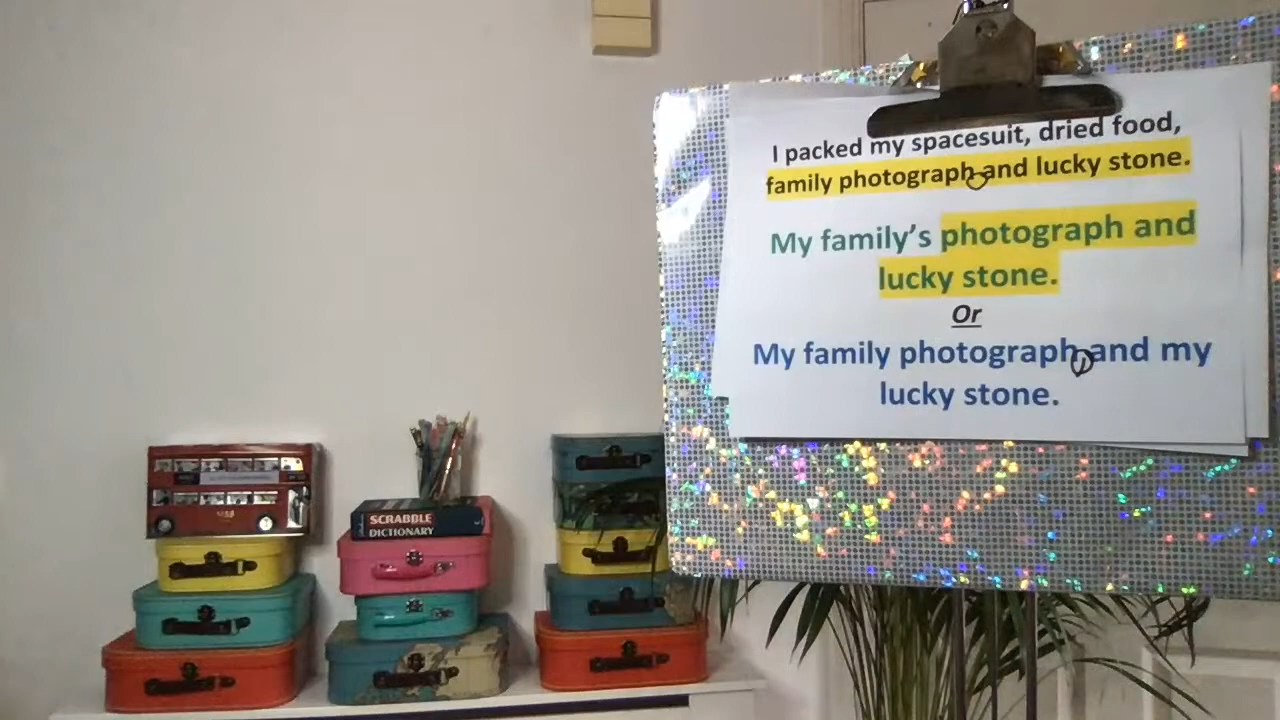 I packed my spacesuit, dried food,
family photograph and lucky stone.
My family's photograph and
lucky stone.
Or
My family photograph, and my
lucky stone.
SCRABBLE
DICTIONARY